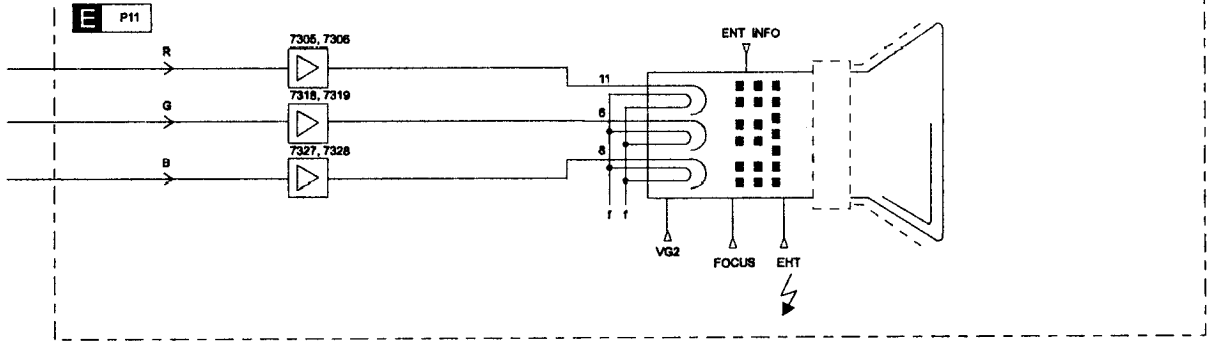 E P11
R
7305, 7306
ENT INFO
11
G
7318, 7319
6
B
7327, 7328
8
f f
VG2
FOCUS
EHT